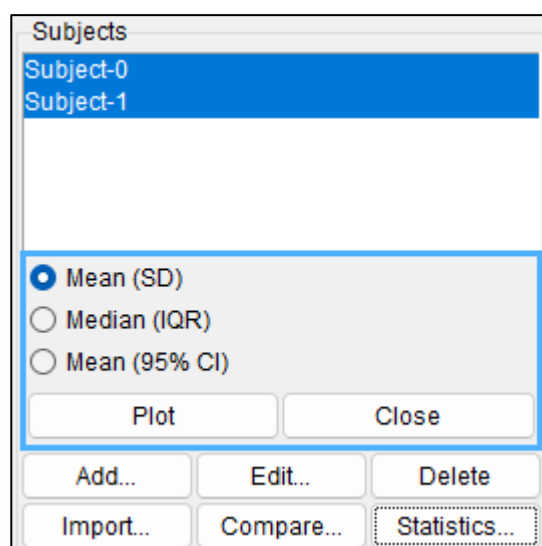 Subjects
Subject-0
Subject-1
Mean (SD)
Median (IQR)
Mean (95% CI)
Plot Close
Add... Edit... Delete
Import... Compare... Statistics...